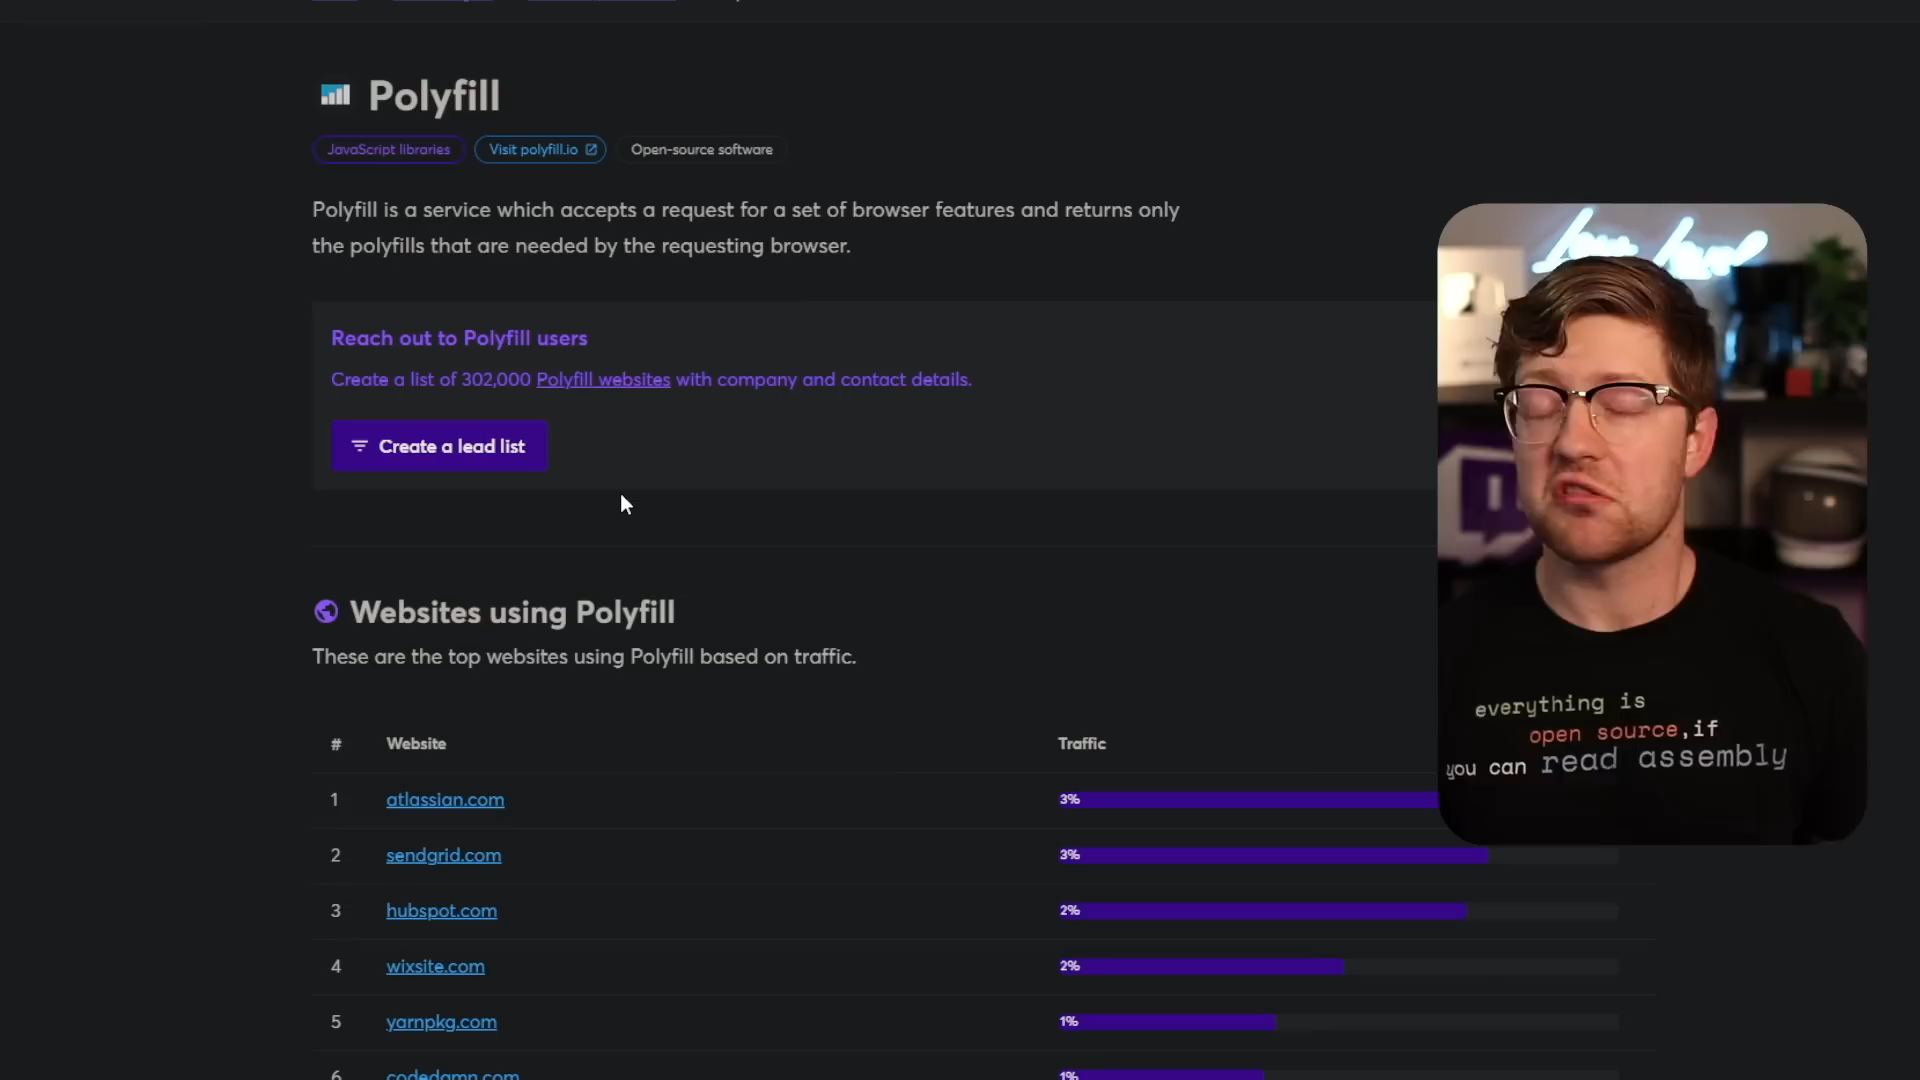 Polyfill
JavaScript libraries
Visit polyfill.io
Open-source software
Polyfill is a service which accepts a request for a set of browser features and returns only
the polyfills that are needed by the requesting browser.
Reach out to Polyfill users
Create a list of 302,000 Polyfill websites with company and contact details.
Create a lead list
Websites using Polyfill
These are the top websites using Polyfill based on traffic.
# Website Traffic
1 atlassian.com 3%
2 sendgrid.com 3%
3 hubspot.com 2%
4 wixsite.com 2%
5 yarnpkg.com 1%
6 codedamn.com 1%
everything is
open source,if
you can read assembly